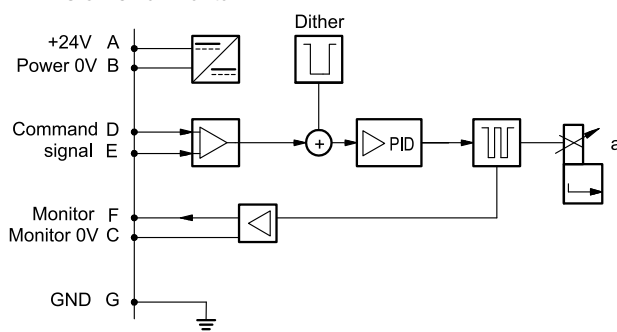 Dither
+24V A
Power 0V B
Command D
signal E
+
PID
a
Monitor F
Monitor 0V C
GND G